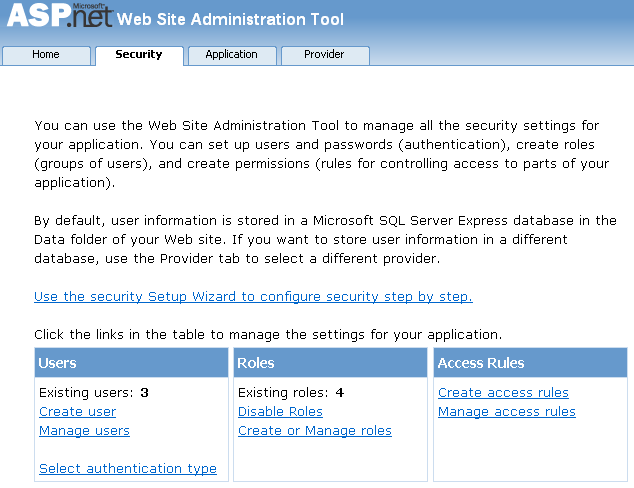 Microsoft
ASP.net Web Site Administration Tool
Home Security Application Provider
You can use the Web Site Administration Tool to manage all the security settings for
your application. You can set up users and passwords (authentication), create roles
(groups of users), and create permissions (rules for controlling access to parts of your
application).
By default, user information is stored in a Microsoft SQL Server Express database in the
Data folder of your Web site. If you want to store user information in a different
database, use the Provider tab to select a different provider.
Use the security Setup Wizard to configure security step by step.
Click the links in the table to manage the settings for your application.
Users
Existing users: 3
Create user
Manage users
Select authentication type
Roles
Existing roles: 4
Disable Roles
Create or Manage roles
Access Rules
Create access rules
Manage access rules